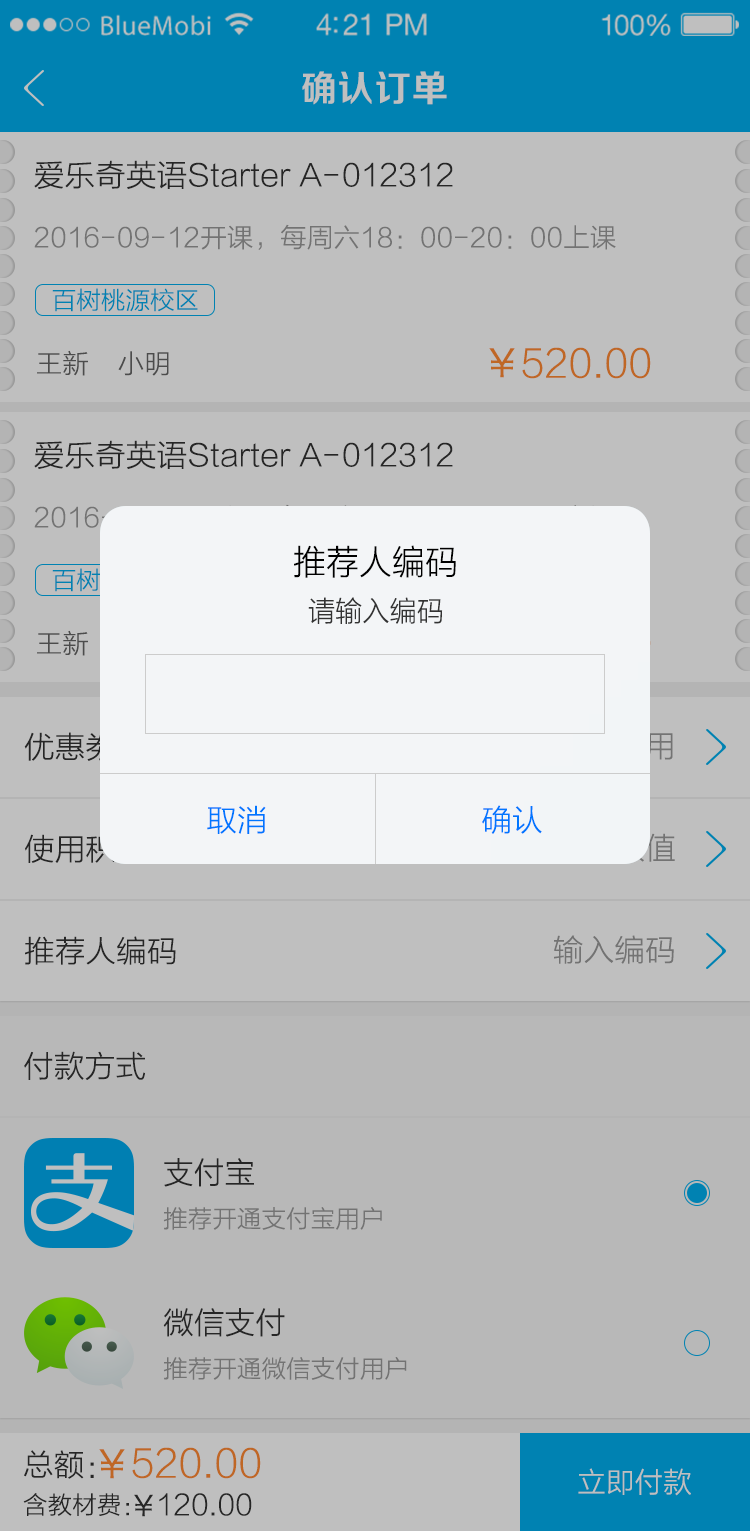 BlueMobi 4:21 PM 100%
确认订单
爱乐奇英语Starter A-012312
2016-09-12开课，每周六18：00-20：00上课
百树桃源校区
王新 小明
￥520.00
爱乐奇英语Starter A-012312
2016-
百树
王新
推荐人编码
请输入编码
取消 确认
优惠券 用
使用积 值
推荐人编码 输入编码
付款方式
支付宝
推荐开通支付宝用户
微信支付
推荐开通微信支付用户
总额:￥520.00
含教材费:￥120.00
立即付款